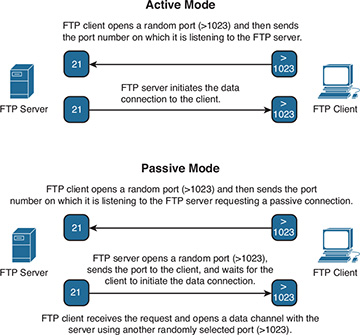 Active Mode
FTP client opens a random port (>1023) and then sends
the port number on which it is listening to the FTP server.
21
>
1023
FTP server initiates the data
connection to the client.
FTP Server
21
>
1023
FTP Client
Passive Mode
FTP client opens a random port (>1023) and then sends the port
number on which it is listening to the FTP server requesting a passive connection.
21
>
1023
FTP Server
FTP server opens a random port (>1023),
sends the port to the client, and waits for the
client to initiate the data connection.
FTP Client
21
>
1023
FTP client receives the request and opens a data channel with the
server using another randomly selected port (>1023).